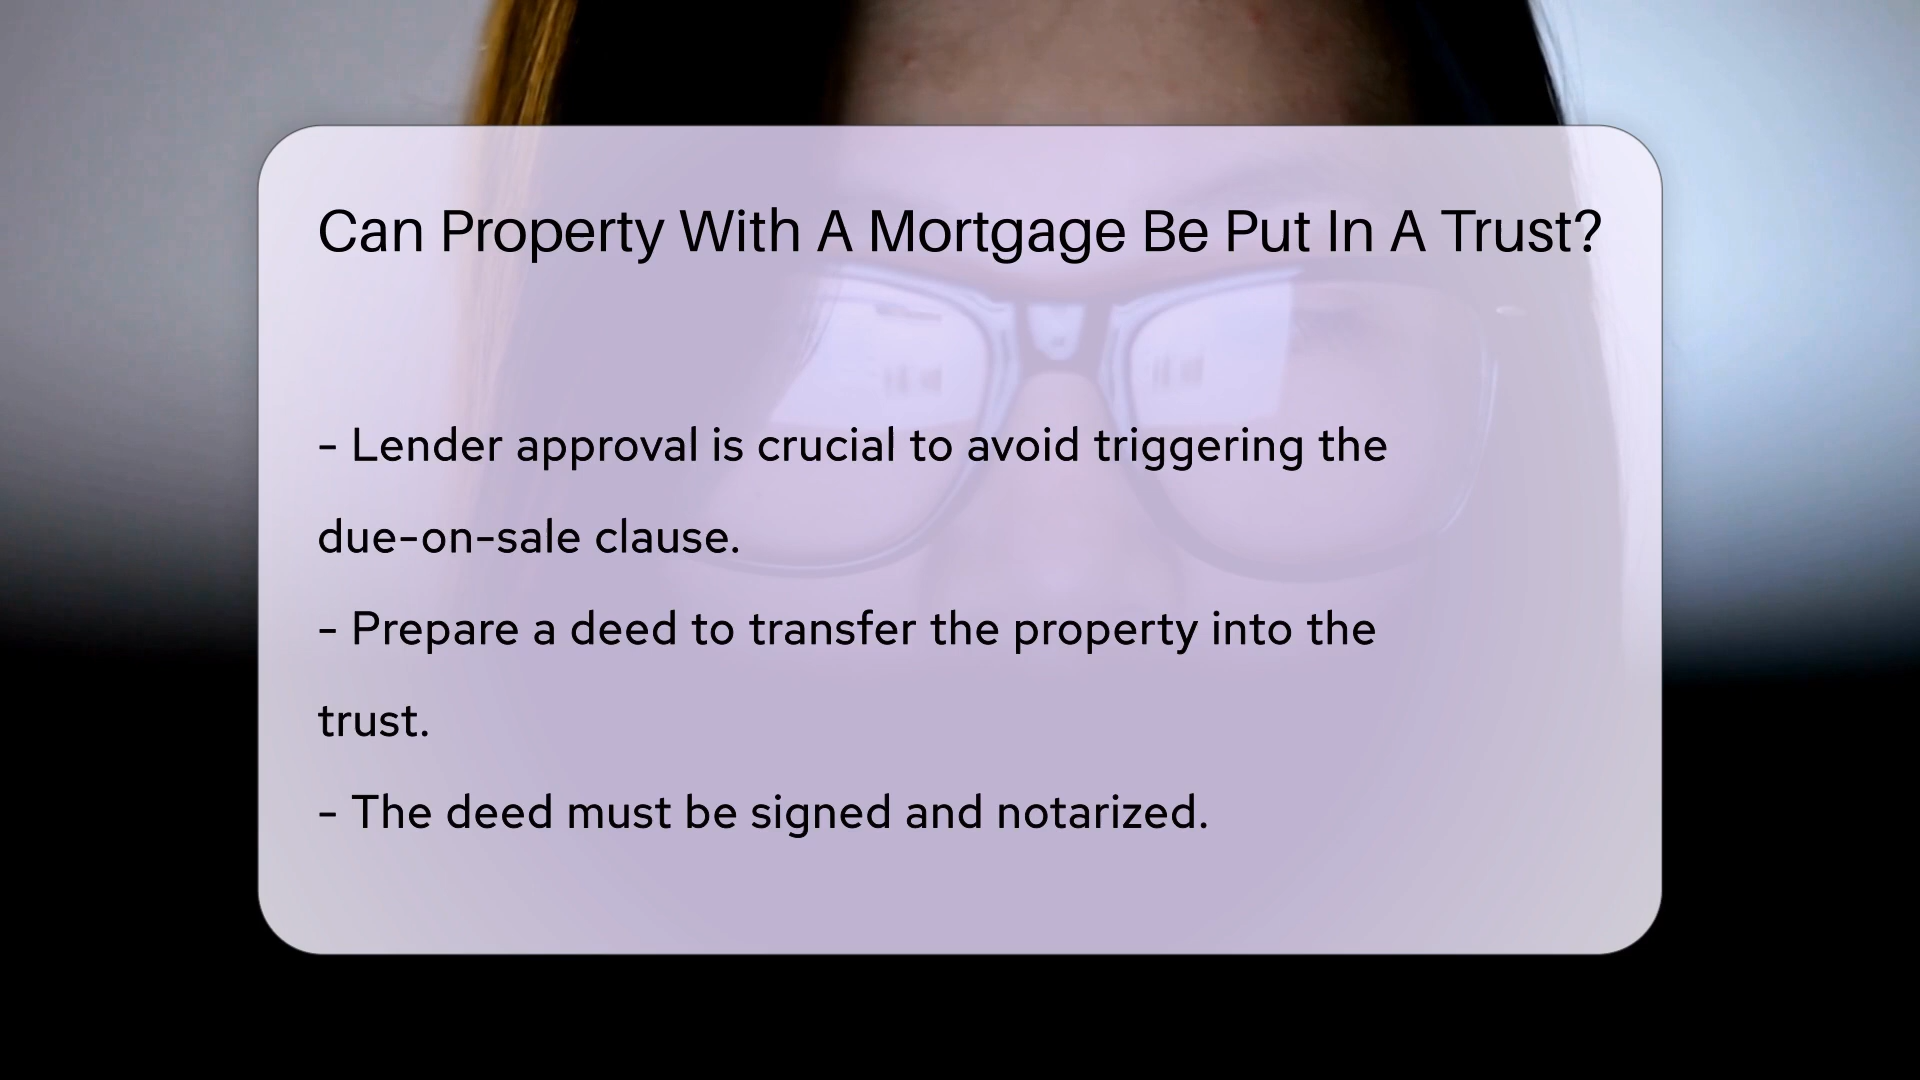 Can Property With A Mortgage Be Put In A Trust?
- Lender approval is crucial to avoid triggering the
due-on-sale clause.
- Prepare a deed to transfer the property into the
trust.
- The deed must be signed and notarized.